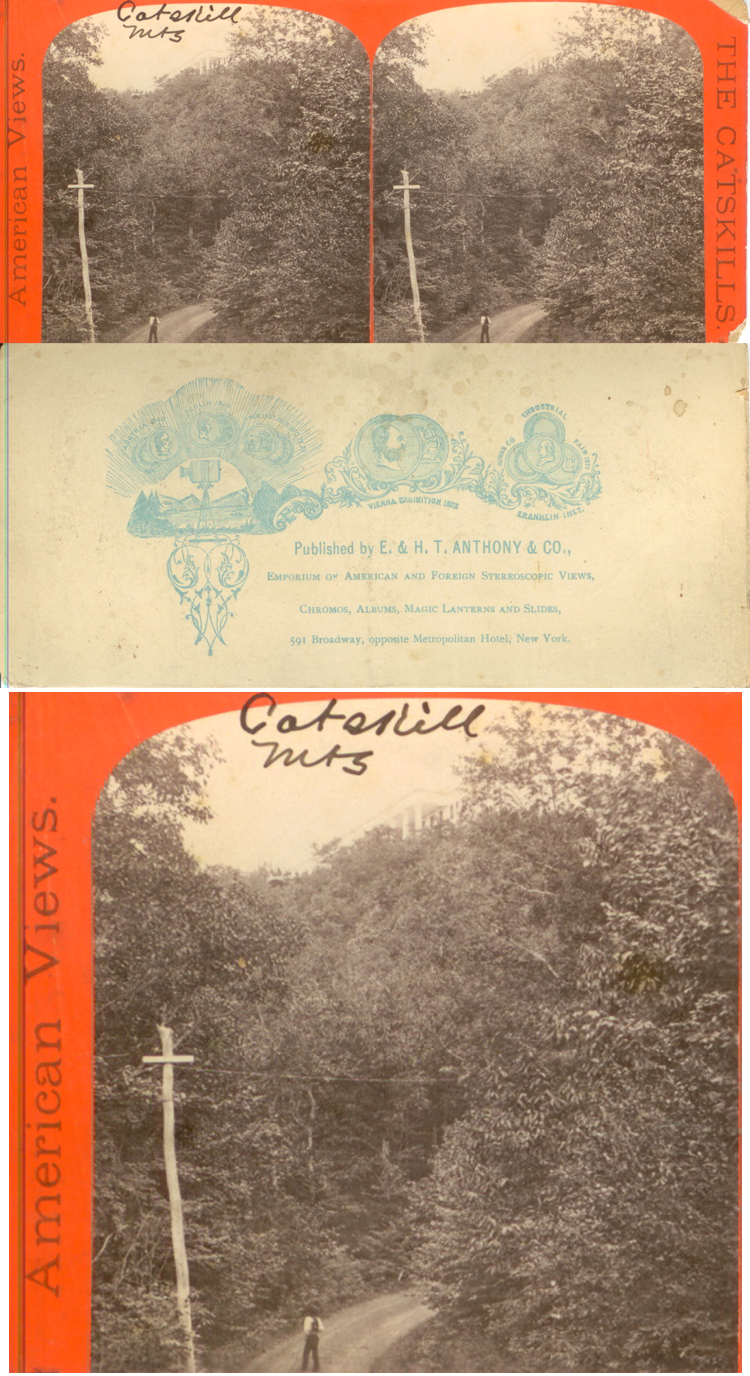 Catskill
Mts
American Views.
THE CATSKILLS.
VIENNA EXHIBITION 1873
INDUSTRIAL
FAIR
FRANKLIN INST.
Published by E. & H. T. ANTHONY & CO.,
Emporium of American and Foreign Stereoscopic Views,
Chromos, Albums, Magic Lanterns and Slides,
591 Broadway, opposite Metropolitan Hotel, New York.
Catskill
Mts
American Views.